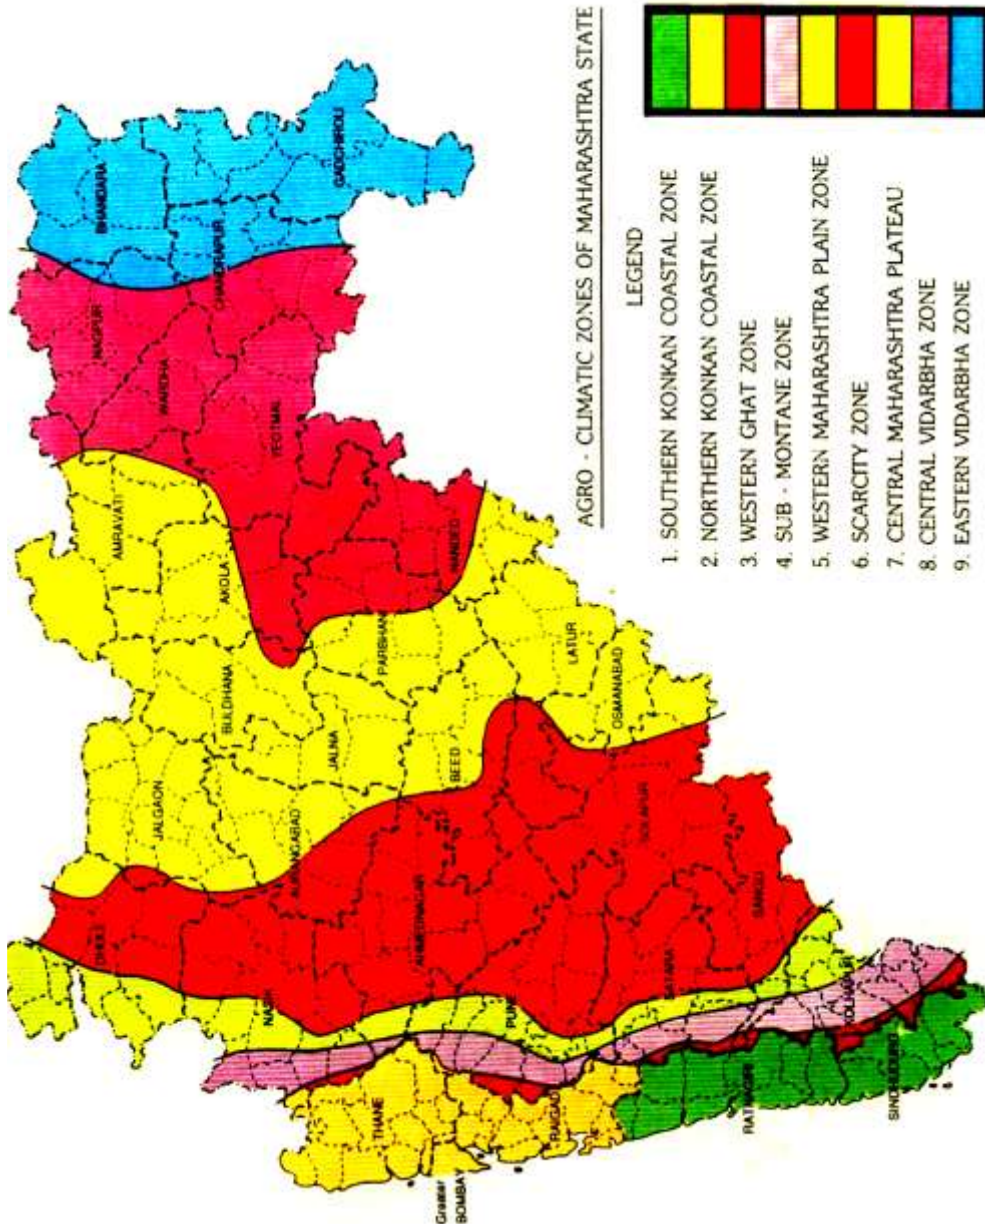 AGRO - CLIMATIC ZONES OF MAHARASHTRA STATE
LEGEND
1. SOUTHERN KONKAN COASTAL ZONE
2. NORTHERN KONKAN COASTAL ZONE
3. WESTERN GHAT ZONE
4. SUB - MONTANE ZONE
5. WESTERN MAHARASHTRA PLAIN ZONE
6. SCARCITY ZONE
7. CENTRAL MAHARASHTRA PLATEAU
8. CENTRAL VIDARBHA ZONE
9. EASTERN VIDARBHA ZONE
DHULE
JALGAON
AMRAVATI
NAGPUR
BHANDARA
BULDHANA
AKOLA
WARDHA
CHANDRAPUR
GADCHIROLI
YEOTMAL
NASIK
AURANGABAD
JALNA
PARBHANI
NANDED
THANE
Greater
BOMBAY
AHMEDNAGAR
BEED
LATUR
OSMANABAD
PUNE
RAIGAD
SOLAPUR
SATARA
SANGLI
RATNAGIRI
KOLHAPUR
SINDHUDURG